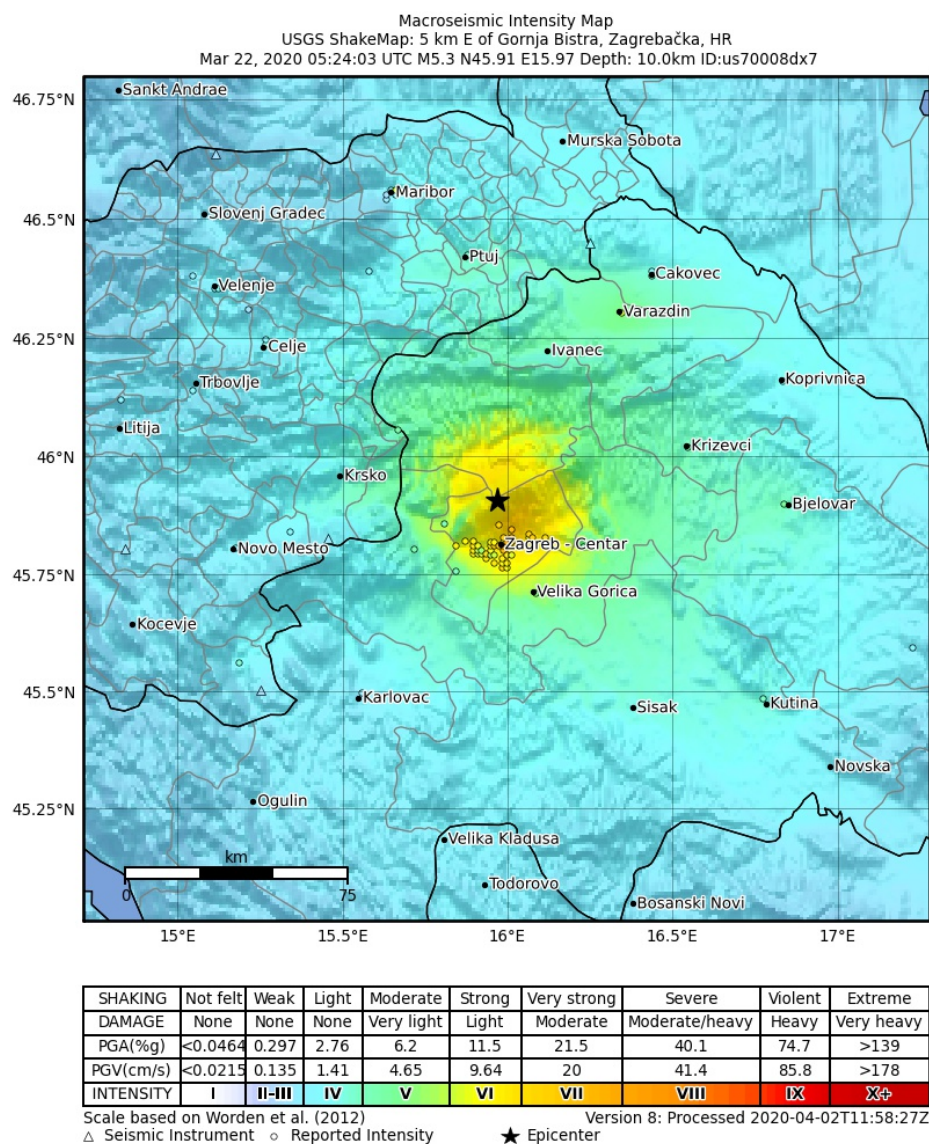 Macroseismic Intensity Map
USGS ShakeMap: 5 km E of Gornja Bistra, Zagrebačka, HR
Mar 22, 2020 05:24:03 UTC M5.3 N45.91 E15.97 Depth: 10.0km ID:us70008dx7
46.75°N
Sankt Andrae
Murska Sobota
Maribor
46.5°N
Slovenj Gradec
Ptuj
Velenje
Cakovec
Varazdin
46.25°N
Celje
Ivanec
Trbovlje
Koprivnica
Litija
46°N
Krizevci
Krsko
Bjelovar
Novo Mesto
Zagreb - Centar
45.75°N
Velika Gorica
Kocevje
45.5°N
Karlovac
Sisak
Kutina
Novska
45.25°N
Ogulin
Velika Kladusa
km
0 75
Todorovo
Bosanski Novi
15°E 15.5°E 16°E 16.5°E 17°E
SHAKING Not felt Weak Light Moderate Strong Very strong Severe Violent Extreme
DAMAGE None None None Very light Light Moderate Moderate/heavy Heavy Very heavy
PGA(%g) <0.0464 0.297 2.76 6.2 11.5 21.5 40.1 74.7 >139
PGV(cm/s) <0.0215 0.135 1.41 4.65 9.64 20 41.4 85.8 >178
INTENSITY I II-III IV V VI VII VIII IX X+
Scale based on Worden et al. (2012) Version 8: Processed 2020-04-02T11:58:27Z
△ Seismic Instrument ○ Reported Intensity ★ Epicenter